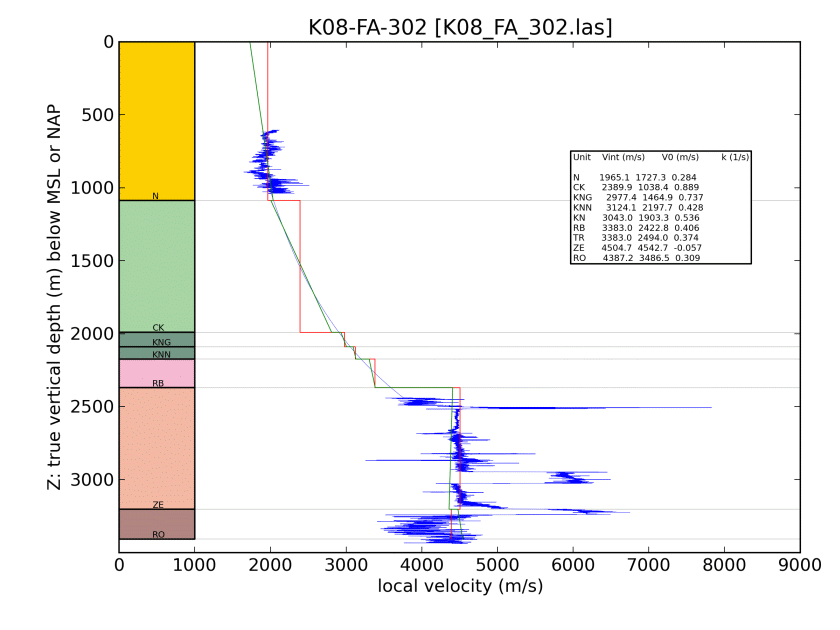 K08-FA-302 [K08_FA_302.las]
0
500
1000
1500
2000
2500
3000
Z: true vertical depth (m) below MSL or NAP
N
CK
KNG
KNN
RB
ZE
RO
Unit Vint (m/s) V0 (m/s) k (1/s)
N 1965.1 1727.3 0.284
CK 2389.9 1038.4 0.889
KNG 2977.4 1464.9 0.737
KNN 3124.1 2197.7 0.428
KN 3043.0 1903.3 0.536
RB 3383.0 2422.8 0.406
TR 3383.0 2494.0 0.374
ZE 4504.7 4542.7 -0.057
RO 4387.2 3486.5 0.309
0 1000 2000 3000 4000 5000 6000 7000 8000 9000
local velocity (m/s)